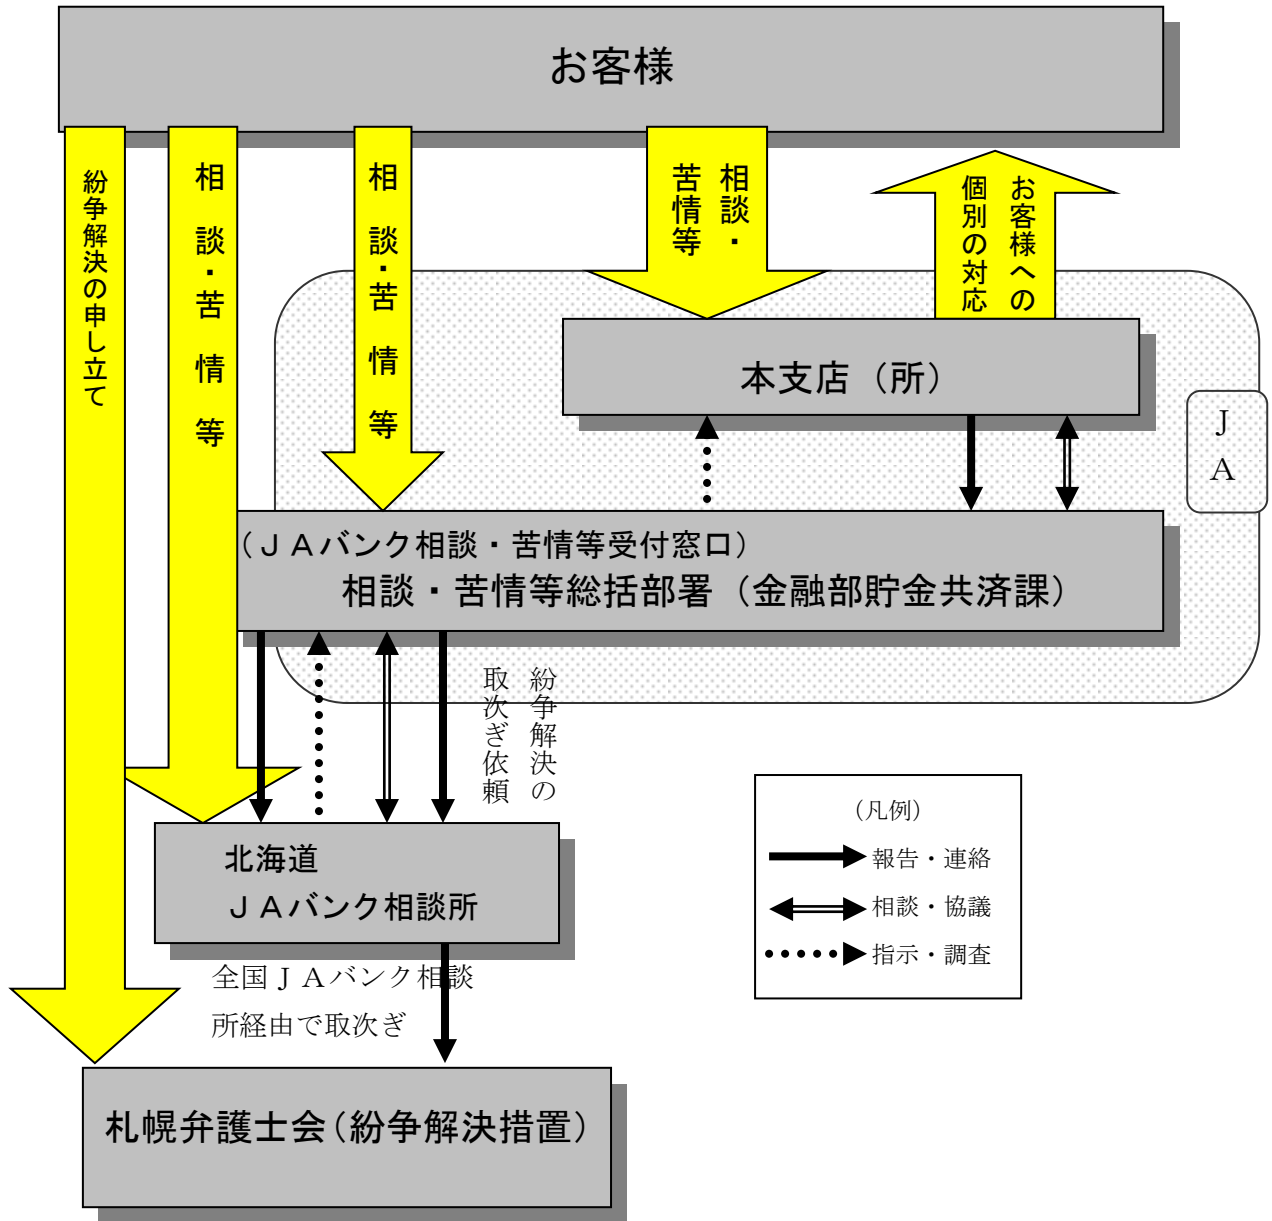 お客様
紛争解決の申し立て
相談・苦情等
相談・苦情等
相談・
苦情等
お客様への
個別の対応
本支店（所）
ＪＡ
（ＪＡバンク相談・苦情等受付窓口）
相談・苦情等総括部署（金融部貯金共済課）
紛争解決の
取次ぎ依頼
北海道
ＪＡバンク相談所
（凡例）
報告・連絡
相談・協議
指示・調査
全国ＪＡバンク相談
所経由で取次ぎ
札幌弁護士会（紛争解決措置）